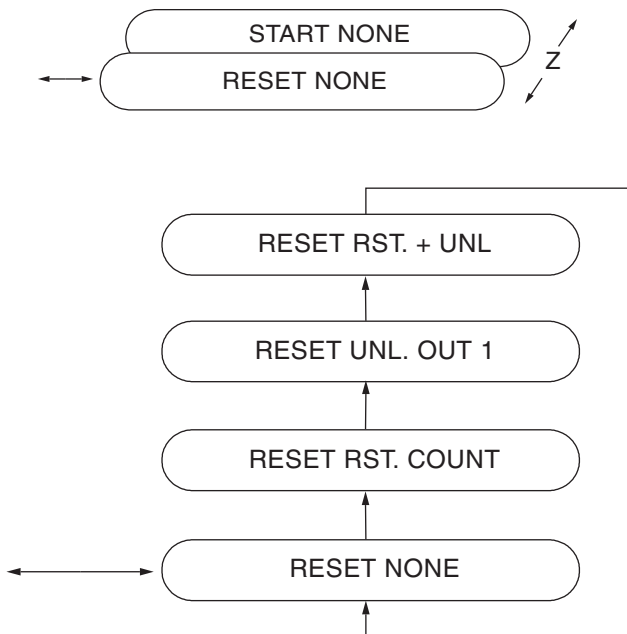 START NONE
RESET NONE
Z
RESET RST. + UNL
RESET UNL. OUT 1
RESET RST. COUNT
RESET NONE